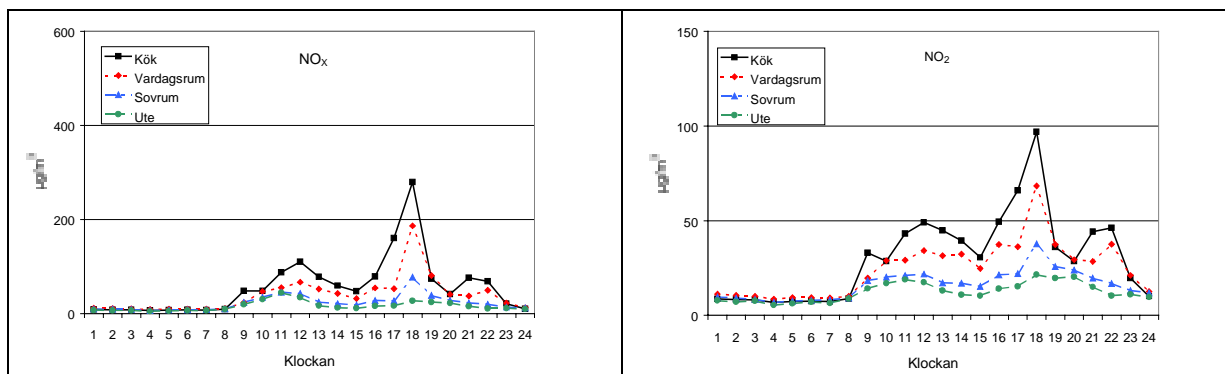 NOX
Kök
Vardagsrum
Sovrum
Ute
600
400
200
0
1 2 3 4 5 6 7 8 9 10 11 12 13 14 15 16 17 18 19 20 21 22 23 24
Klockan
NO2
Kök
Vardagsrum
Sovrum
Ute
150
100
50
0
1 2 3 4 5 6 7 8 9 10 11 12 13 14 15 16 17 18 19 20 21 22 23 24
Klockan